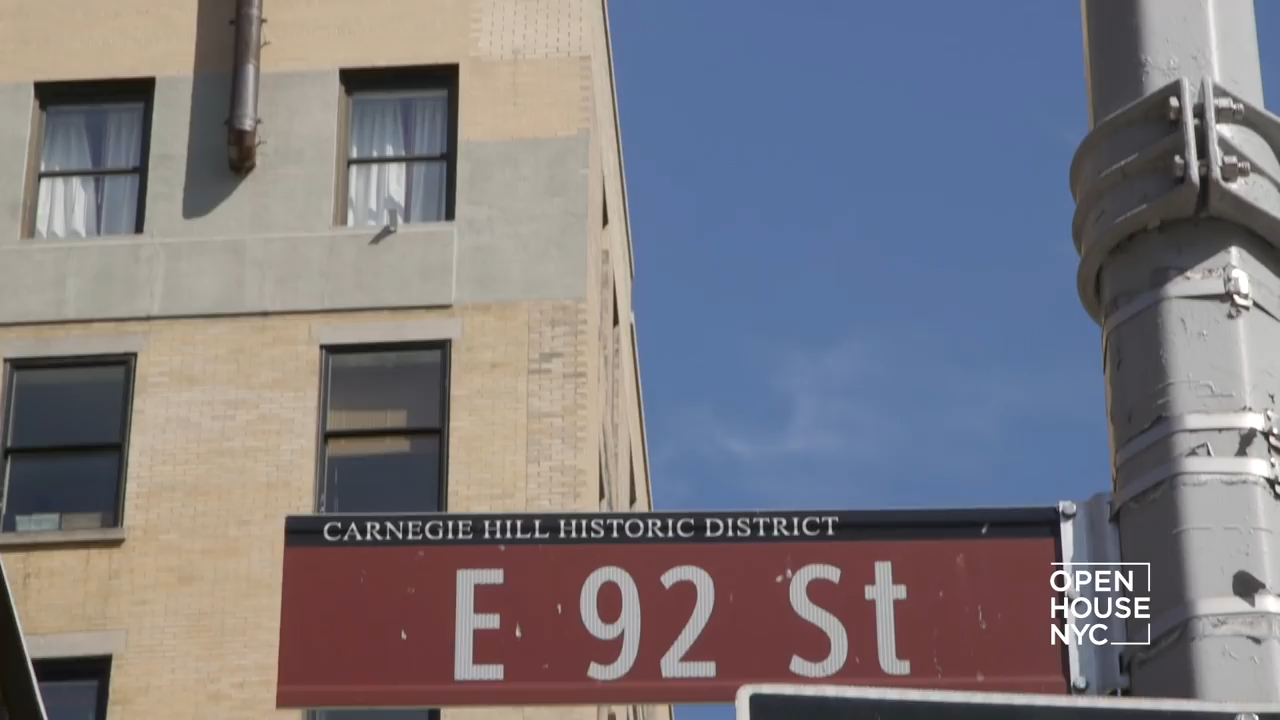 CARNEGIE HILL HISTORIC DISTRICT
E 92 St
OPEN
HOUSE
NYC